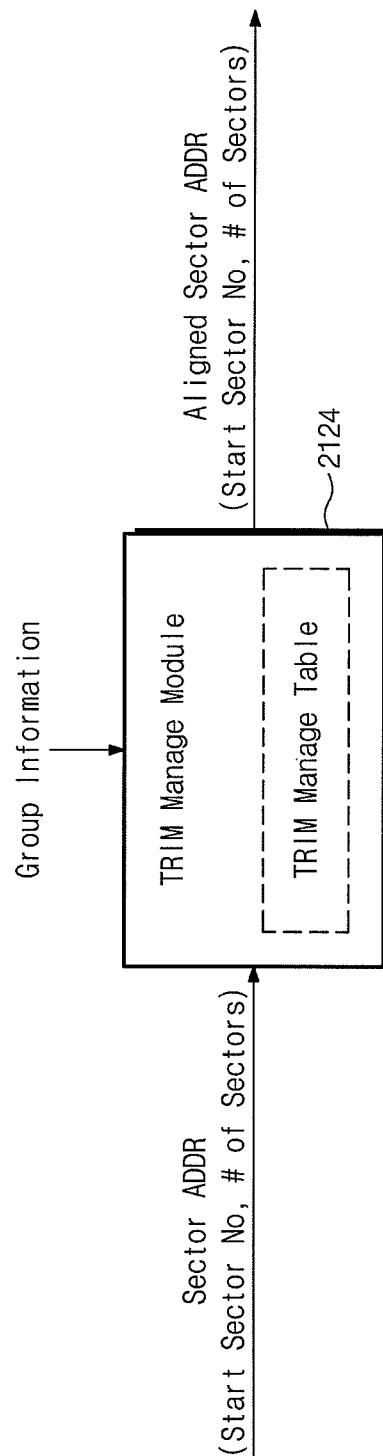 Group Information
Sector ADDR
(Start Sector No, # of Sectors)
TRIM Manage Module
TRIM Manage Table
2124
Aligned Sector ADDR
(Start Sector No, # of Sectors)